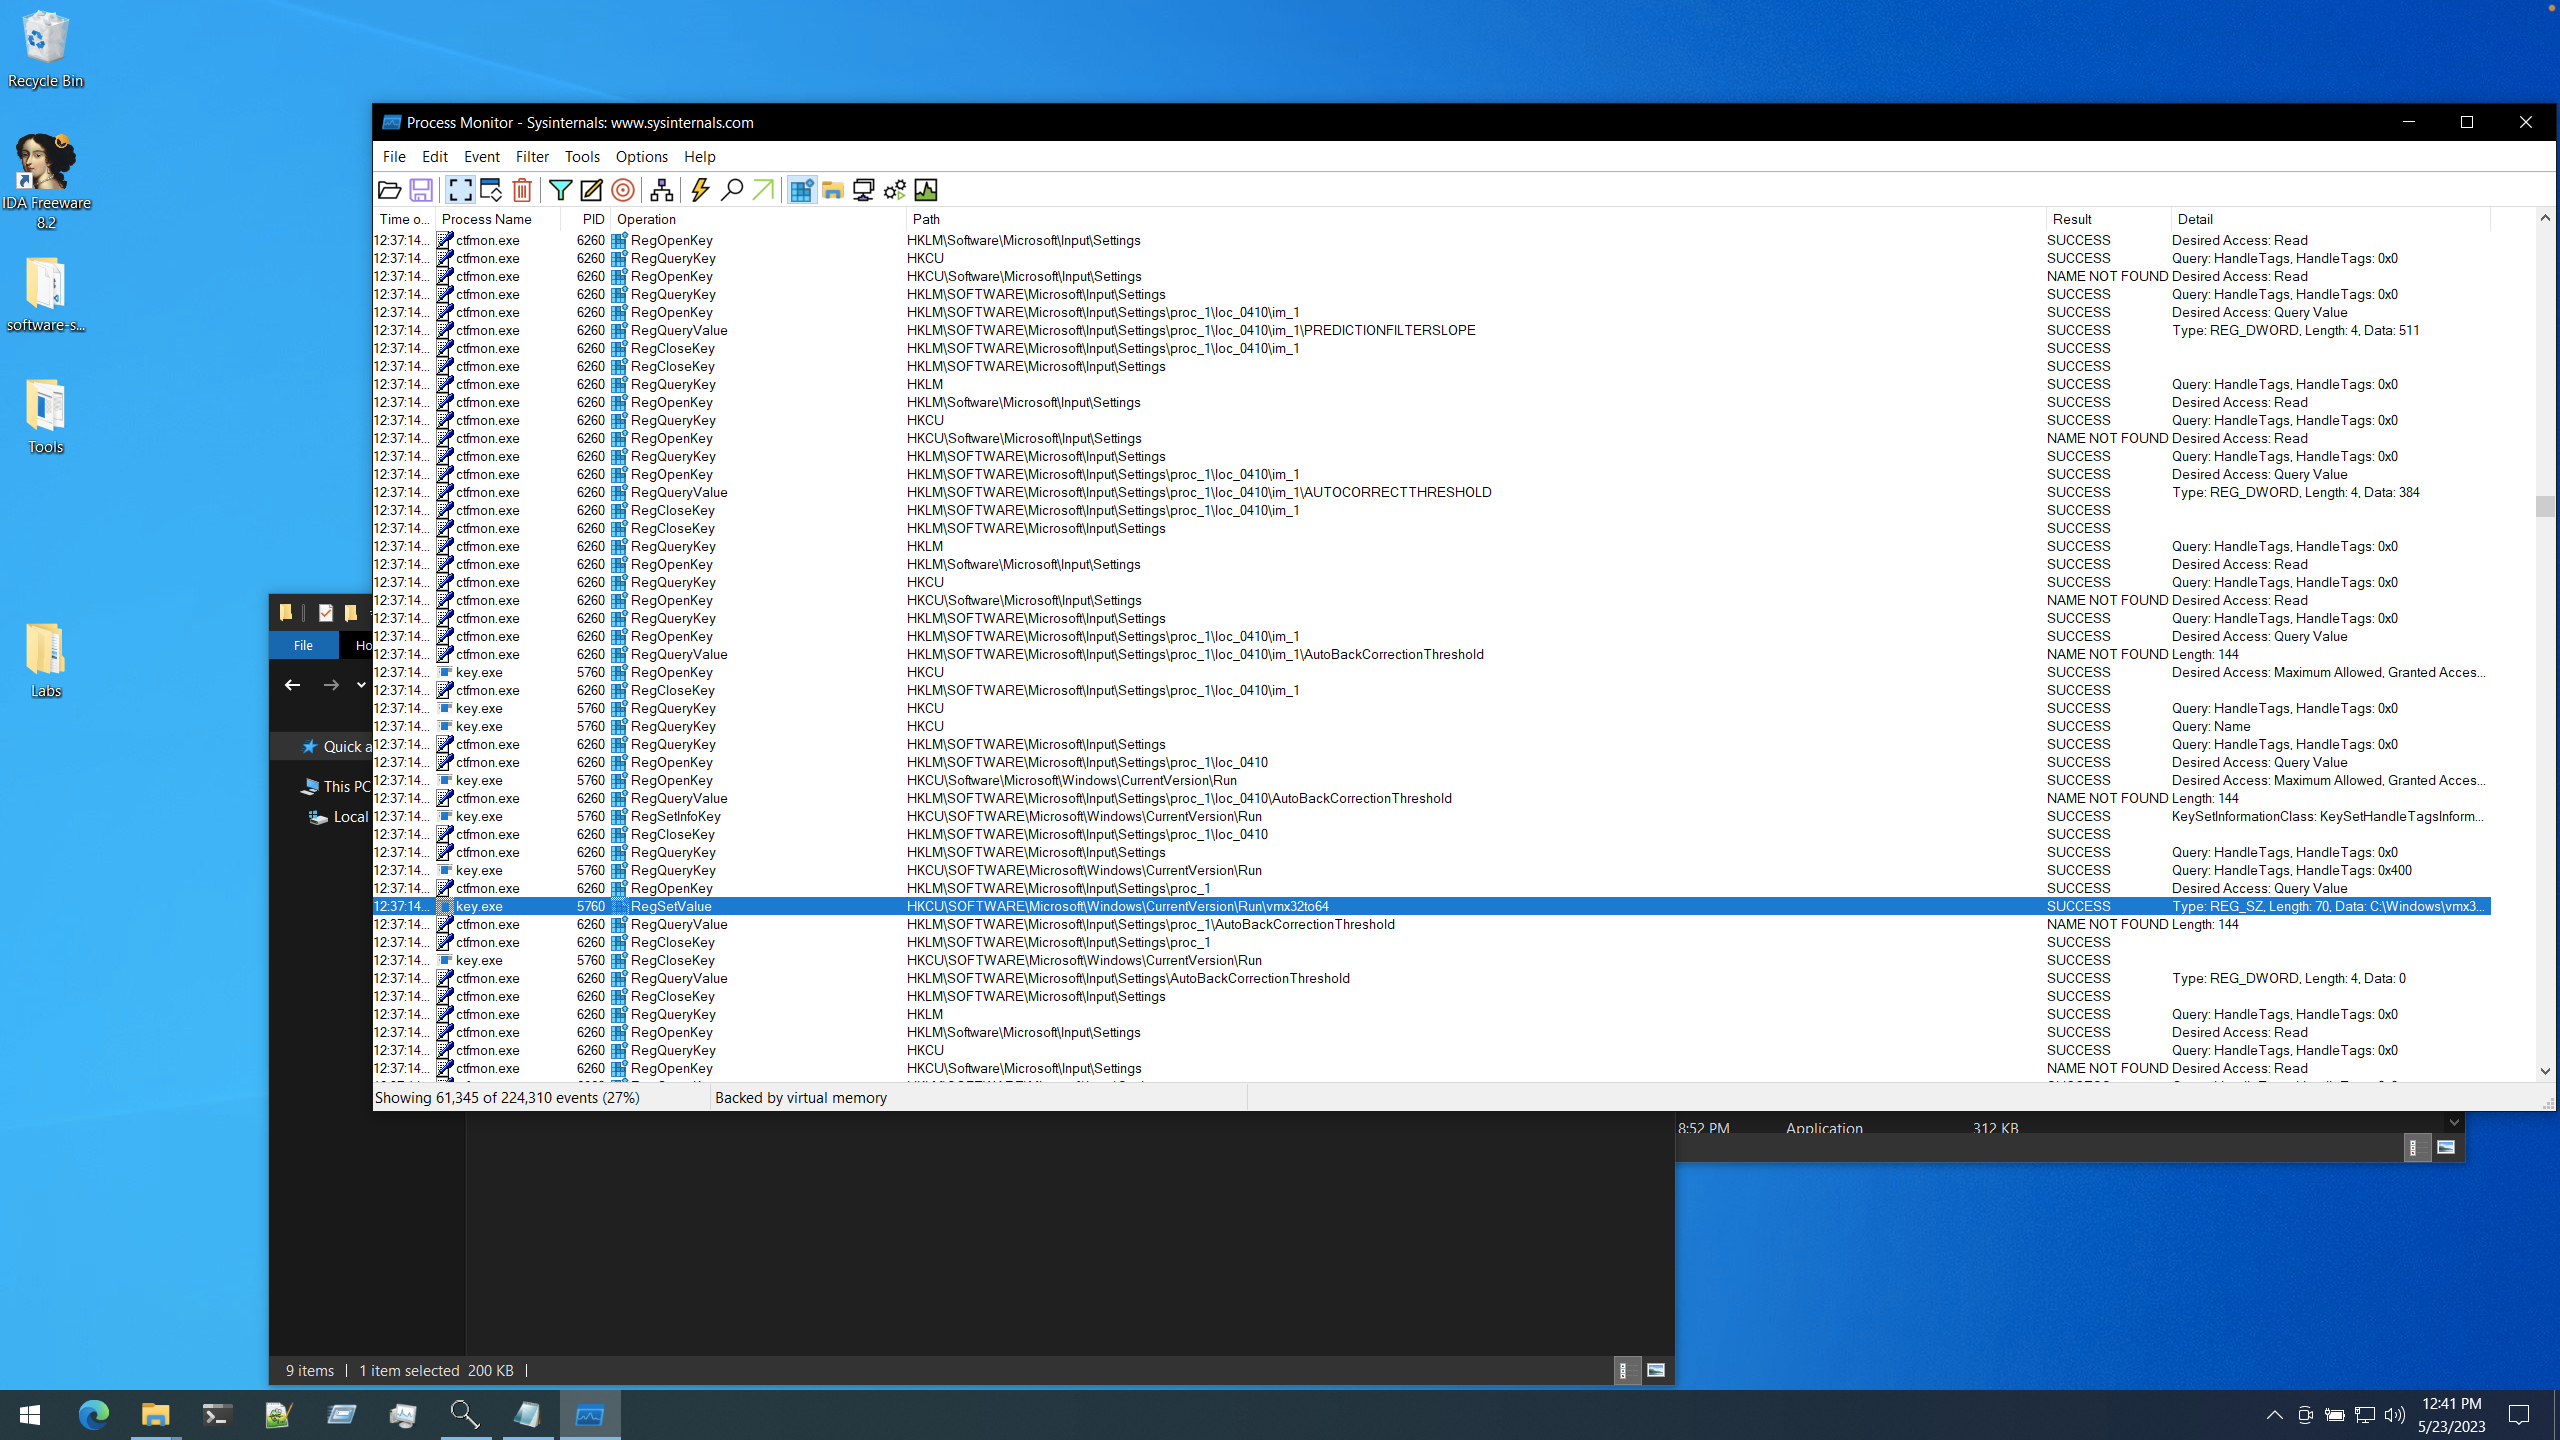 Recycle Bin
IDA Freeware
8.2
software-s...
Tools
Labs
Process Monitor - Sysinternals: www.sysinternals.com
File Edit Event Filter Tools Options Help
Time o... Process Name PID Operation Path Result Detail
12:37:14... ctfmon.exe 6260 RegOpenKey HKLM\Software\Microsoft\Input\Settings SUCCESS Desired Access: Read
12:37:14... ctfmon.exe 6260 RegQueryKey HKCU SUCCESS Query: HandleTags, HandleTags: 0x0
12:37:14... ctfmon.exe 6260 RegOpenKey HKCU\Software\Microsoft\Input\Settings NAME NOT FOUND Desired Access: Read
12:37:14... ctfmon.exe 6260 RegQueryKey HKLM\SOFTWARE\Microsoft\Input\Settings SUCCESS Query: HandleTags, HandleTags: 0x0
12:37:14... ctfmon.exe 6260 RegOpenKey HKLM\SOFTWARE\Microsoft\Input\Settings\proc_1\loc_0410\im_1 SUCCESS Desired Access: Query Value
12:37:14... ctfmon.exe 6260 RegQueryValue HKLM\SOFTWARE\Microsoft\Input\Settings\proc_1\loc_0410\im_1\PREDICTIONFILTERSLOPE SUCCESS Type: REG_DWORD, Length: 4, Data: 511
12:37:14... ctfmon.exe 6260 RegCloseKey HKLM\SOFTWARE\Microsoft\Input\Settings\proc_1\loc_0410\im_1 SUCCESS
12:37:14... ctfmon.exe 6260 RegCloseKey HKLM\SOFTWARE\Microsoft\Input\Settings SUCCESS
12:37:14... ctfmon.exe 6260 RegQueryKey HKLM SUCCESS Query: HandleTags, HandleTags: 0x0
12:37:14... ctfmon.exe 6260 RegOpenKey HKLM\Software\Microsoft\Input\Settings SUCCESS Desired Access: Read
12:37:14... ctfmon.exe 6260 RegQueryKey HKCU SUCCESS Query: HandleTags, HandleTags: 0x0
12:37:14... ctfmon.exe 6260 RegOpenKey HKCU\Software\Microsoft\Input\Settings NAME NOT FOUND Desired Access: Read
12:37:14... ctfmon.exe 6260 RegQueryKey HKLM\SOFTWARE\Microsoft\Input\Settings SUCCESS Query: HandleTags, HandleTags: 0x0
12:37:14... ctfmon.exe 6260 RegOpenKey HKLM\SOFTWARE\Microsoft\Input\Settings\proc_1\loc_0410\im_1 SUCCESS Desired Access: Query Value
12:37:14... ctfmon.exe 6260 RegQueryValue HKLM\SOFTWARE\Microsoft\Input\Settings\proc_1\loc_0410\im_1\AUTOCORRECTTHRESHOLD SUCCESS Type: REG_DWORD, Length: 4, Data: 384
12:37:14... ctfmon.exe 6260 RegCloseKey HKLM\SOFTWARE\Microsoft\Input\Settings\proc_1\loc_0410\im_1 SUCCESS
12:37:14... ctfmon.exe 6260 RegCloseKey HKLM\SOFTWARE\Microsoft\Input\Settings SUCCESS
12:37:14... ctfmon.exe 6260 RegQueryKey HKLM SUCCESS Query: HandleTags, HandleTags: 0x0
12:37:14... ctfmon.exe 6260 RegOpenKey HKLM\Software\Microsoft\Input\Settings SUCCESS Desired Access: Read
12:37:14... ctfmon.exe 6260 RegQueryKey HKCU SUCCESS Query: HandleTags, HandleTags: 0x0
12:37:14... ctfmon.exe 6260 RegOpenKey HKCU\Software\Microsoft\Input\Settings NAME NOT FOUND Desired Access: Read
12:37:14... ctfmon.exe 6260 RegQueryKey HKLM\SOFTWARE\Microsoft\Input\Settings SUCCESS Query: HandleTags, HandleTags: 0x0
12:37:14... ctfmon.exe 6260 RegOpenKey HKLM\SOFTWARE\Microsoft\Input\Settings\proc_1\loc_0410\im_1 SUCCESS Desired Access: Query Value
12:37:14... ctfmon.exe 6260 RegQueryValue HKLM\SOFTWARE\Microsoft\Input\Settings\proc_1\loc_0410\im_1\AutoBackCorrectionThreshold NAME NOT FOUND Length: 144
12:37:14... key.exe 5760 RegOpenKey HKCU SUCCESS Desired Access: Maximum Allowed, Granted Acces...
12:37:14... ctfmon.exe 6260 RegCloseKey HKLM\SOFTWARE\Microsoft\Input\Settings\proc_1\loc_0410\im_1 SUCCESS
12:37:14... key.exe 5760 RegQueryKey HKCU SUCCESS Query: HandleTags, HandleTags: 0x0
12:37:14... key.exe 5760 RegQueryKey HKCU SUCCESS Query: Name
12:37:14... ctfmon.exe 6260 RegQueryKey HKLM\SOFTWARE\Microsoft\Input\Settings SUCCESS Query: HandleTags, HandleTags: 0x0
12:37:14... ctfmon.exe 6260 RegOpenKey HKLM\SOFTWARE\Microsoft\Input\Settings\proc_1\loc_0410 SUCCESS Desired Access: Query Value
12:37:14... key.exe 5760 RegOpenKey HKCU\Software\Microsoft\Windows\CurrentVersion\Run SUCCESS Desired Access: Maximum Allowed, Granted Acces...
12:37:14... ctfmon.exe 6260 RegQueryValue HKLM\SOFTWARE\Microsoft\Input\Settings\proc_1\loc_0410\AutoBackCorrectionThreshold NAME NOT FOUND Length: 144
12:37:14... key.exe 5760 RegSetInfoKey HKCU\SOFTWARE\Microsoft\Windows\CurrentVersion\Run SUCCESS KeySetInformationClass: KeySetHandleTagsInform...
12:37:14... ctfmon.exe 6260 RegCloseKey HKLM\SOFTWARE\Microsoft\Input\Settings\proc_1\loc_0410 SUCCESS
12:37:14... ctfmon.exe 6260 RegQueryKey HKLM\SOFTWARE\Microsoft\Input\Settings SUCCESS Query: HandleTags, HandleTags: 0x0
12:37:14... key.exe 5760 RegQueryKey HKCU\SOFTWARE\Microsoft\Windows\CurrentVersion\Run SUCCESS Query: HandleTags, HandleTags: 0x400
12:37:14... ctfmon.exe 6260 RegOpenKey HKLM\SOFTWARE\Microsoft\Input\Settings\proc_1 SUCCESS Desired Access: Query Value
12:37:14... key.exe 5760 RegSetValue HKCU\SOFTWARE\Microsoft\Windows\CurrentVersion\Run\vmx32to64 SUCCESS Type: REG_SZ, Length: 70, Data: C:\Windows\vmx3...
12:37:14... ctfmon.exe 6260 RegQueryValue HKLM\SOFTWARE\Microsoft\Input\Settings\proc_1\AutoBackCorrectionThreshold NAME NOT FOUND Length: 144
12:37:14... ctfmon.exe 6260 RegCloseKey HKLM\SOFTWARE\Microsoft\Input\Settings\proc_1 SUCCESS
12:37:14... key.exe 5760 RegCloseKey HKCU\SOFTWARE\Microsoft\Windows\CurrentVersion\Run SUCCESS
12:37:14... ctfmon.exe 6260 RegQueryValue HKLM\SOFTWARE\Microsoft\Input\Settings\AutoBackCorrectionThreshold SUCCESS Type: REG_DWORD, Length: 4, Data: 0
12:37:14... ctfmon.exe 6260 RegCloseKey HKLM\SOFTWARE\Microsoft\Input\Settings SUCCESS
12:37:14... ctfmon.exe 6260 RegQueryKey HKLM SUCCESS Query: HandleTags, HandleTags: 0x0
12:37:14... ctfmon.exe 6260 RegOpenKey HKLM\Software\Microsoft\Input\Settings SUCCESS Desired Access: Read
12:37:14... ctfmon.exe 6260 RegQueryKey HKCU SUCCESS Query: HandleTags, HandleTags: 0x0
12:37:14... ctfmon.exe 6260 RegOpenKey HKCU\Software\Microsoft\Input\Settings NAME NOT FOUND Desired Access: Read
Showing 61,345 of 224,310 events (27%) Backed by virtual memory
File Ho
Quick a
This PC
Local
8:52 PM Application 312 KB
9 items 1 item selected 200 KB
12:41 PM
5/23/2023